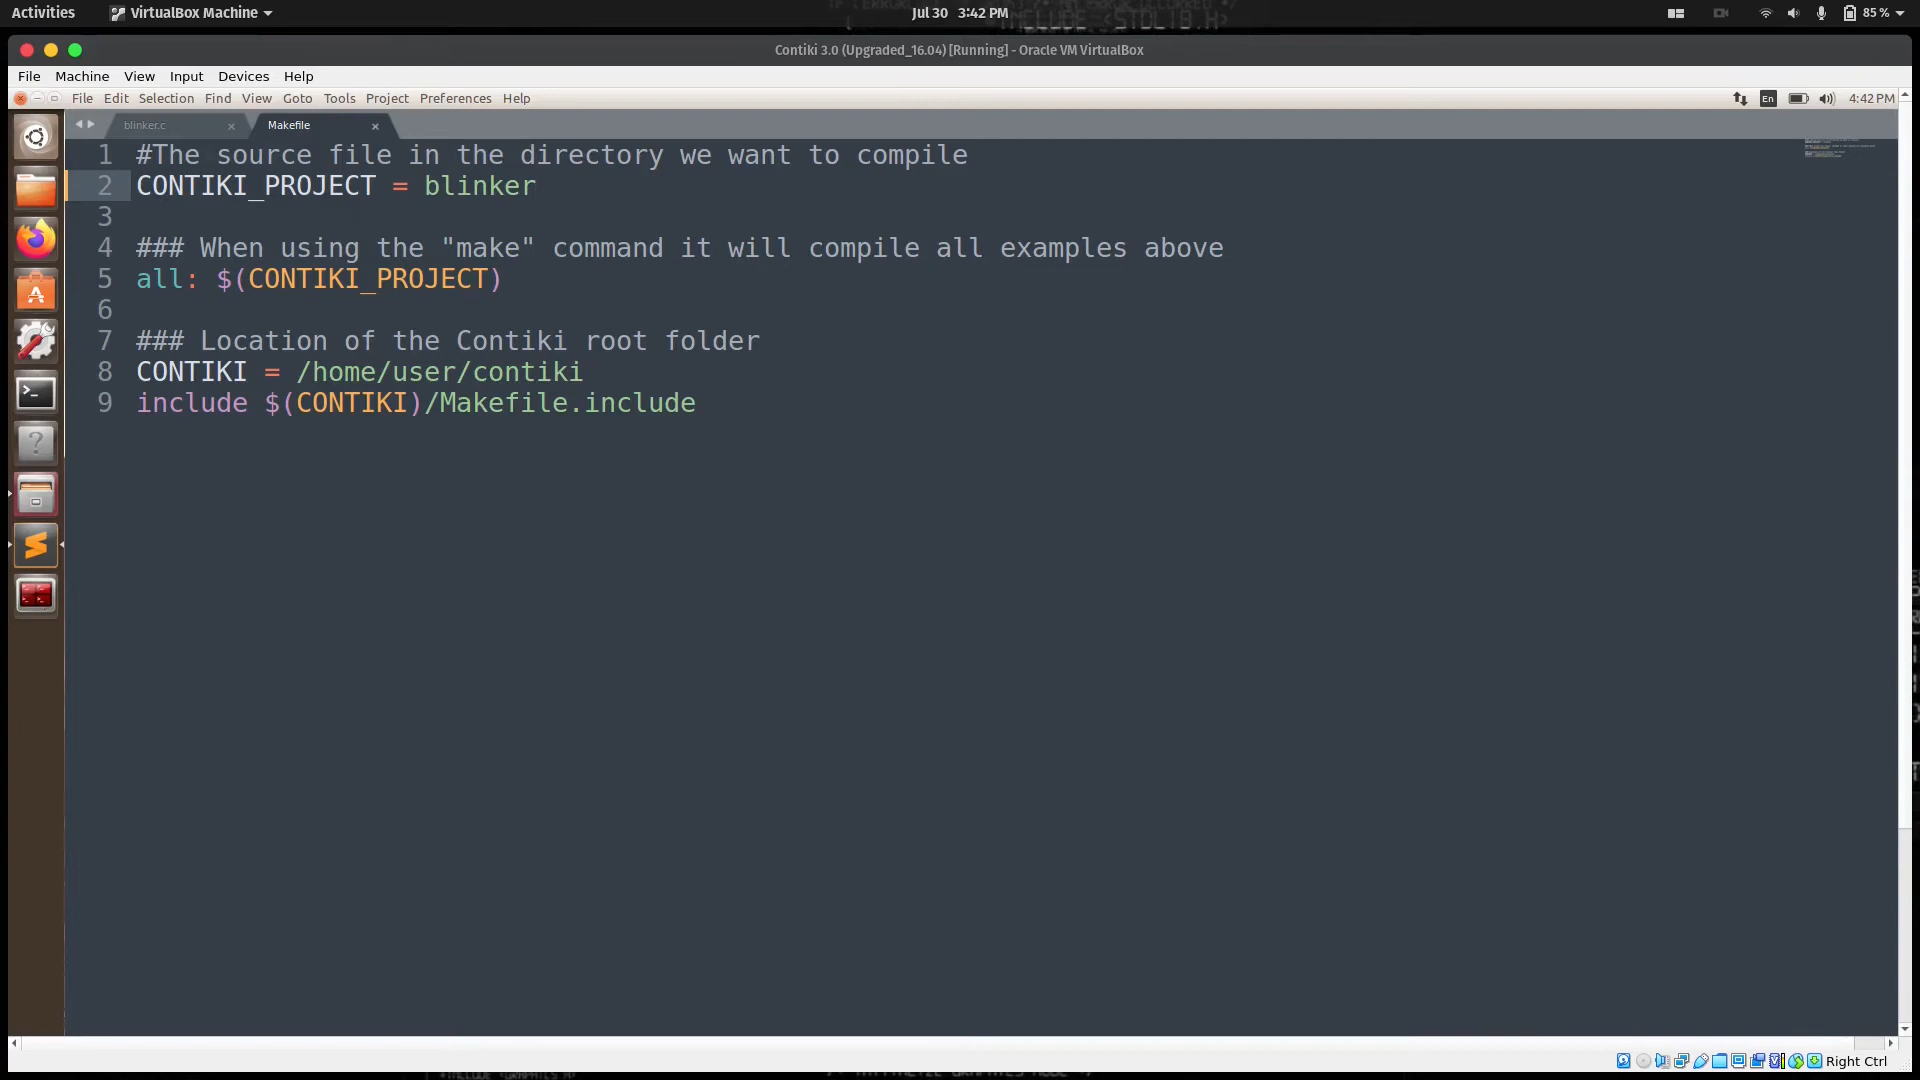 Activities VirtualBox Machine Jul 30 3:42 PM 85 %
Contiki 3.0 (Upgraded_16.04) [Running] - Oracle VM VirtualBox
File Machine View Input Devices Help
File Edit Selection Find View Goto Tools Project Preferences Help En 4:42 PM
blinker.c Makefile
1 #The source file in the directory we want to compile
2 CONTIKI_PROJECT = blinker
3
4 ### When using the "make" command it will compile all examples above
5 all: $(CONTIKI_PROJECT)
6
7 ### Location of the Contiki root folder
8 CONTIKI = /home/user/contiki
9 include $(CONTIKI)/Makefile.include
Right Ctrl